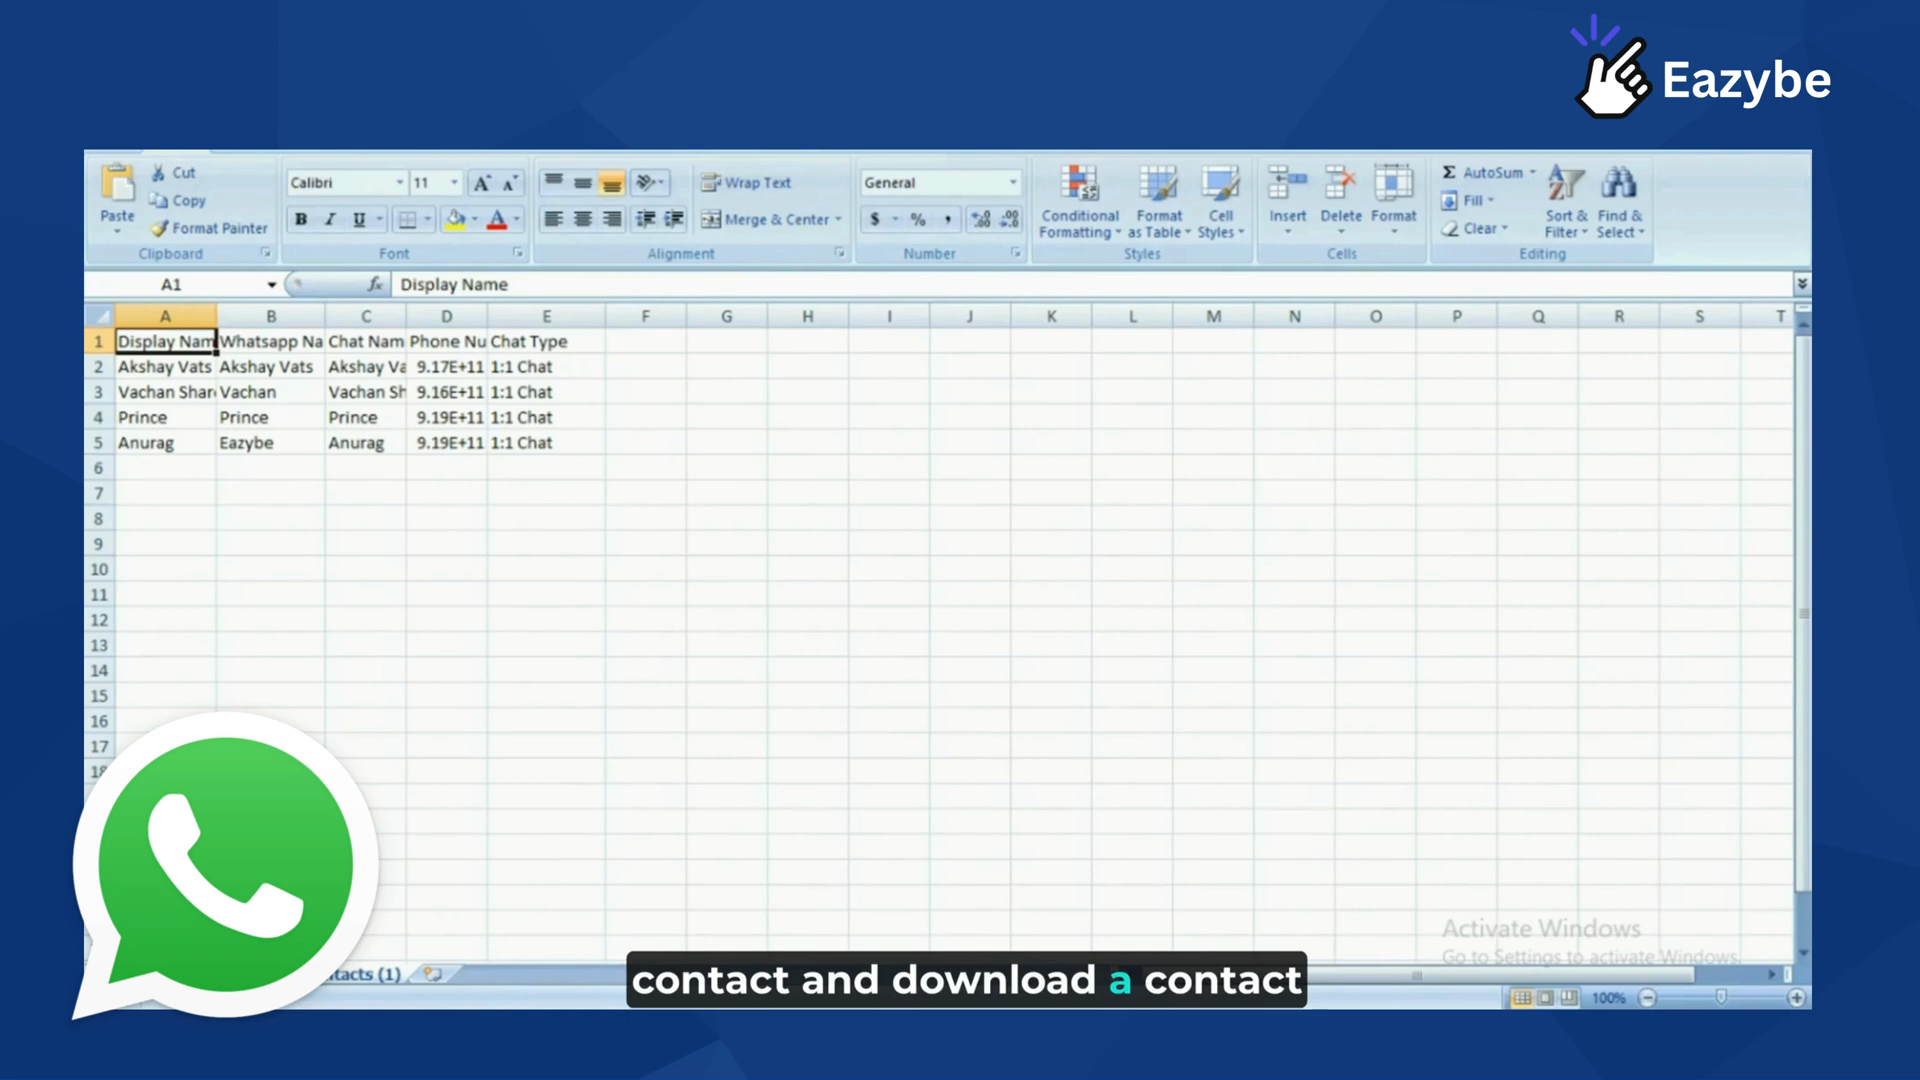 Eazybe
Cut
Copy
Format Painter
Paste
Clipboard
Calibri 11 A A
B I U A
Font
Wrap Text
Merge & Center
Alignment
General
$ % ,
Number
Conditional Formatting
Format as Table
Cell Styles
Styles
Insert Delete Format
Cells
Σ AutoSum
Fill
Clear
Sort & Filter
Find & Select
Editing
A1 fx Display Name
A B C D E F G H I J K L M N O P Q R S T
1 Display Nam Whatsapp Na Chat Nam Phone Nu Chat Type
2 Akshay Vats Akshay Vats Akshay Va 9.17E+11 1:1 Chat
3 Vachan Shar Vachan Vachan Sh 9.16E+11 1:1 Chat
4 Prince Prince Prince 9.19E+11 1:1 Chat
5 Anurag Eazybe Anurag 9.19E+11 1:1 Chat
6
7
8
9
10
11
12
13
14
15
16
17
18
Activate Windows
Go to Settings to activate Windows.
tacts (1)
contact and download a contact
100%